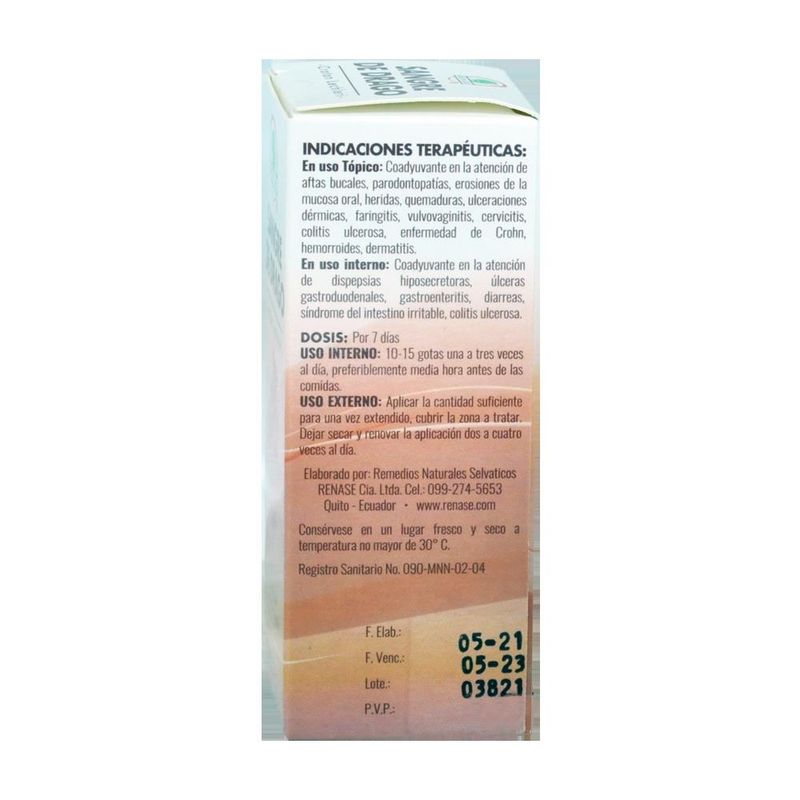 SANGRE
DE DRAGO
INDICACIONES TERAPÉUTICAS:
En uso Tópico: Coadyuvante en la atención de
aftas bucales, parodontopatías, erosiones de la
mucosa oral, heridas, quemaduras, ulceraciones
dérmicas, faringitis, vulvovaginitis, cervicitis,
colitis ulcerosa, enfermedad de Crohn,
hemorroides, dermatitis.
En uso interno: Coadyuvante en la atención
de dispepsias hiposecretoras, úlceras
gastroduodenales, gastroenteritis, diarreas,
síndrome del intestino irritable, colitis ulcerosa.
DOSIS: Por 7 días
USO INTERNO: 10-15 gotas una a tres veces
al día, preferiblemente media hora antes de las
comidas.
USO EXTERNO: Aplicar la cantidad suficiente
para una vez extendido, cubrir la zona a tratar.
Dejar secar y renovar la aplicación dos a cuatro
veces al día.
Elaborado por: Remedios Naturales Selvaticos
RENASE Cia. Ltda. Cel.: 099-274-5653
Quito - Ecuador • www.renase.com
Consérvese en un lugar fresco y seco a
temperatura no mayor de 30° C.
Registro Sanitario No. 090-MNN-02-04
F. Elab.: 05-21
F. Venc.: 05-23
Lote.: 03821
P.V.P.: